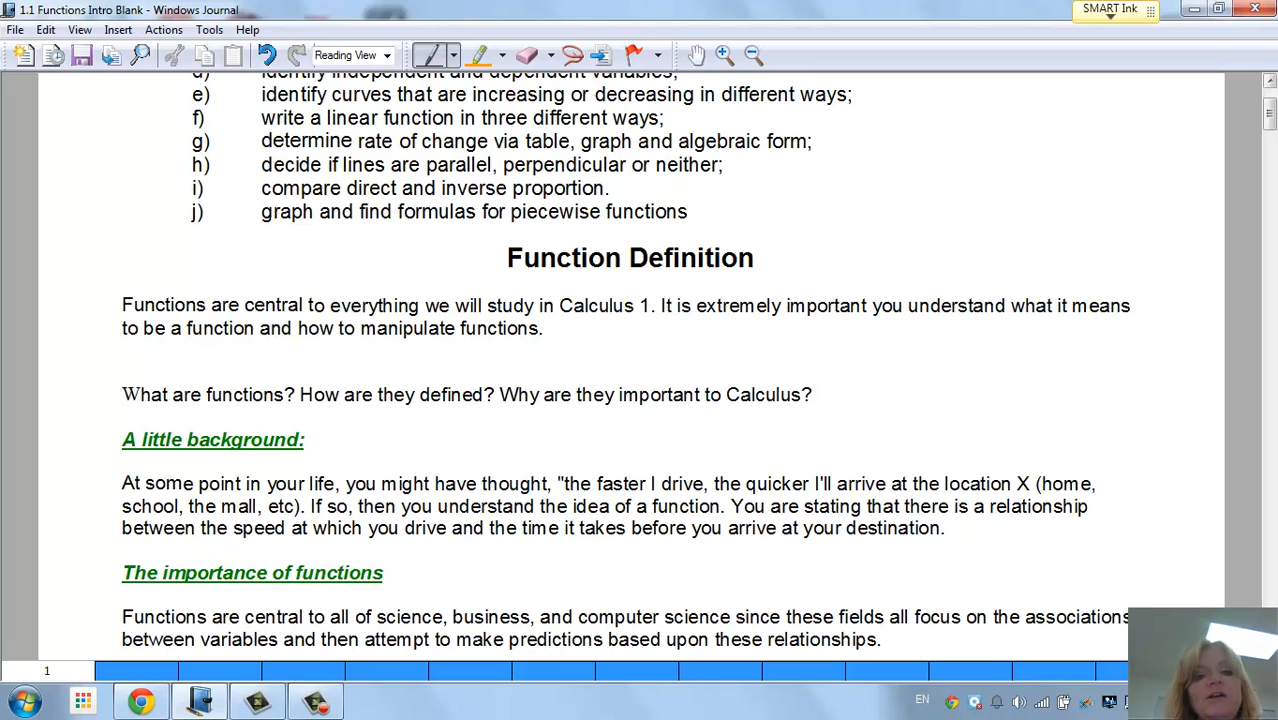 1.1 Functions Intro Blank - Windows Journal
SMART Ink
File Edit View Insert Actions Tools Help
Reading View
d) identify independent and dependent variables;
e) identify curves that are increasing or decreasing in different ways;
f) write a linear function in three different ways;
g) determine rate of change via table, graph and algebraic form;
h) decide if lines are parallel, perpendicular or neither;
i) compare direct and inverse proportion.
j) graph and find formulas for piecewise functions
Function Definition
Functions are central to everything we will study in Calculus 1. It is extremely important you understand what it means
to be a function and how to manipulate functions.
What are functions? How are they defined? Why are they important to Calculus?
A little background:
At some point in your life, you might have thought, "the faster I drive, the quicker I'll arrive at the location X (home,
school, the mall, etc). If so, then you understand the idea of a function. You are stating that there is a relationship
between the speed at which you drive and the time it takes before you arrive at your destination.
The importance of functions
Functions are central to all of science, business, and computer science since these fields all focus on the associations
between variables and then attempt to make predictions based upon these relationships.
1
EN